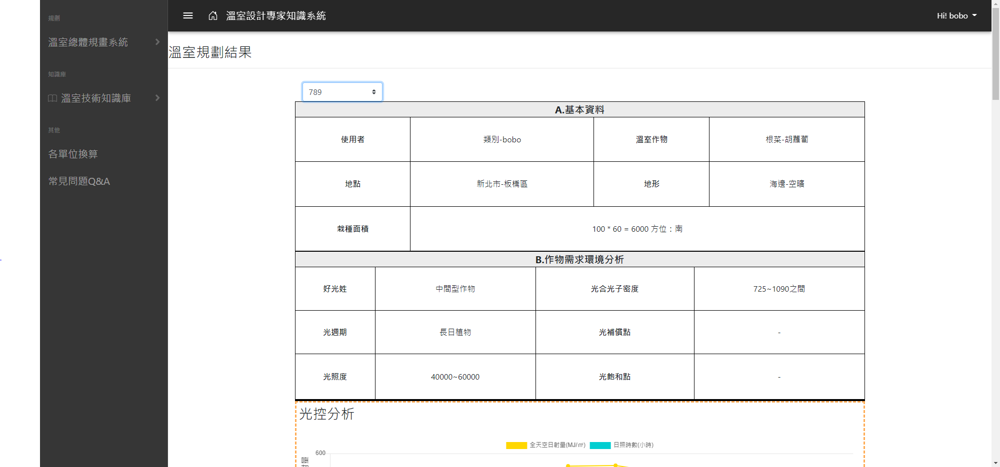 規劃
溫室總體規畫系統
知識庫
溫室技術知識庫
其他
各單位換算
常見問題Q&A
溫室設計專家知識系統
Hi! bobo
溫室規劃結果
789
A.基本資料
使用者 類別-bobo 溫室作物 根菜-胡蘿蔔
地點 新北市-板橋區 地形 海邊-空曠
栽種面積 100 * 60 = 6000 方位：南
B.作物需求環境分析
好光姓 中間型作物 光合光子密度 725~1090之間
光週期 長日植物 光補償點 -
光照度 40000~60000 光飽和點 -
光控分析
全天空日射量(MJ/㎡) 日照時數(小時)
600